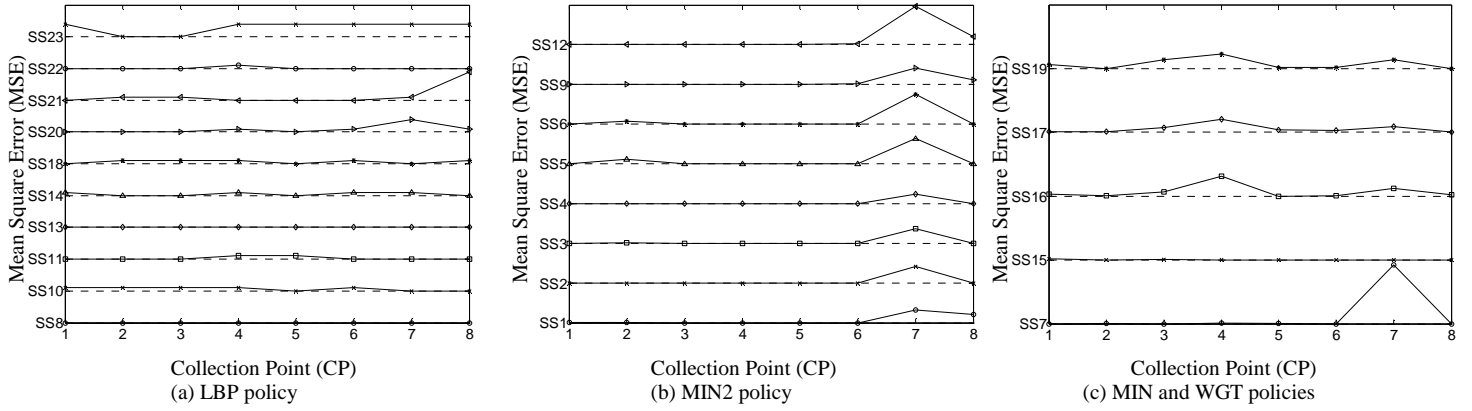 Mean Square Error (MSE)
SS23
SS22
SS21
SS20
SS18
SS14
SS13
SS11
SS10
SS8
1 2 3 4 5 6 7 8
Collection Point (CP)
(a) LBP policy
Mean Square Error (MSE)
SS12
SS9
SS6
SS5
SS4
SS3
SS2
SS1
1 2 3 4 5 6 7 8
Collection Point (CP)
(b) MIN2 policy
Mean Square Error (MSE)
SS19
SS17
SS16
SS15
SS7
1 2 3 4 5 6 7 8
Collection Point (CP)
(c) MIN and WGT policies